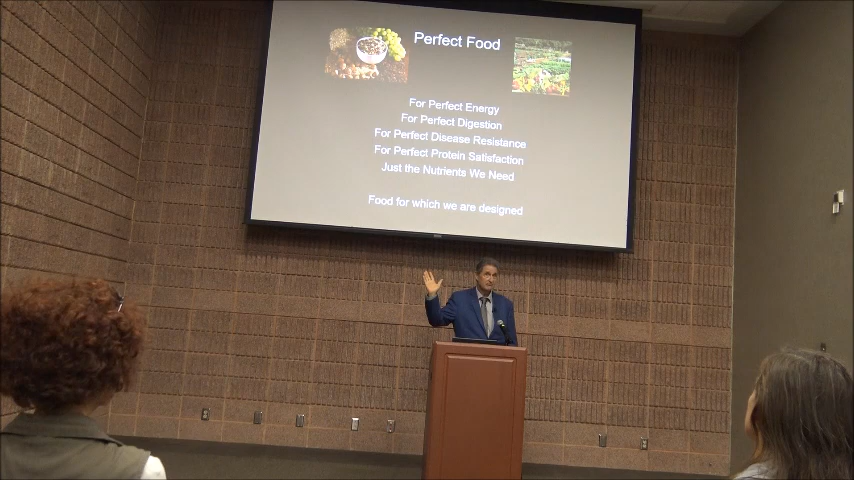 Perfect Food
For Perfect Energy
For Perfect Digestion
For Perfect Disease Resistance
For Perfect Protein Satisfaction
Just the Nutrients We Need
Food for which we are designed